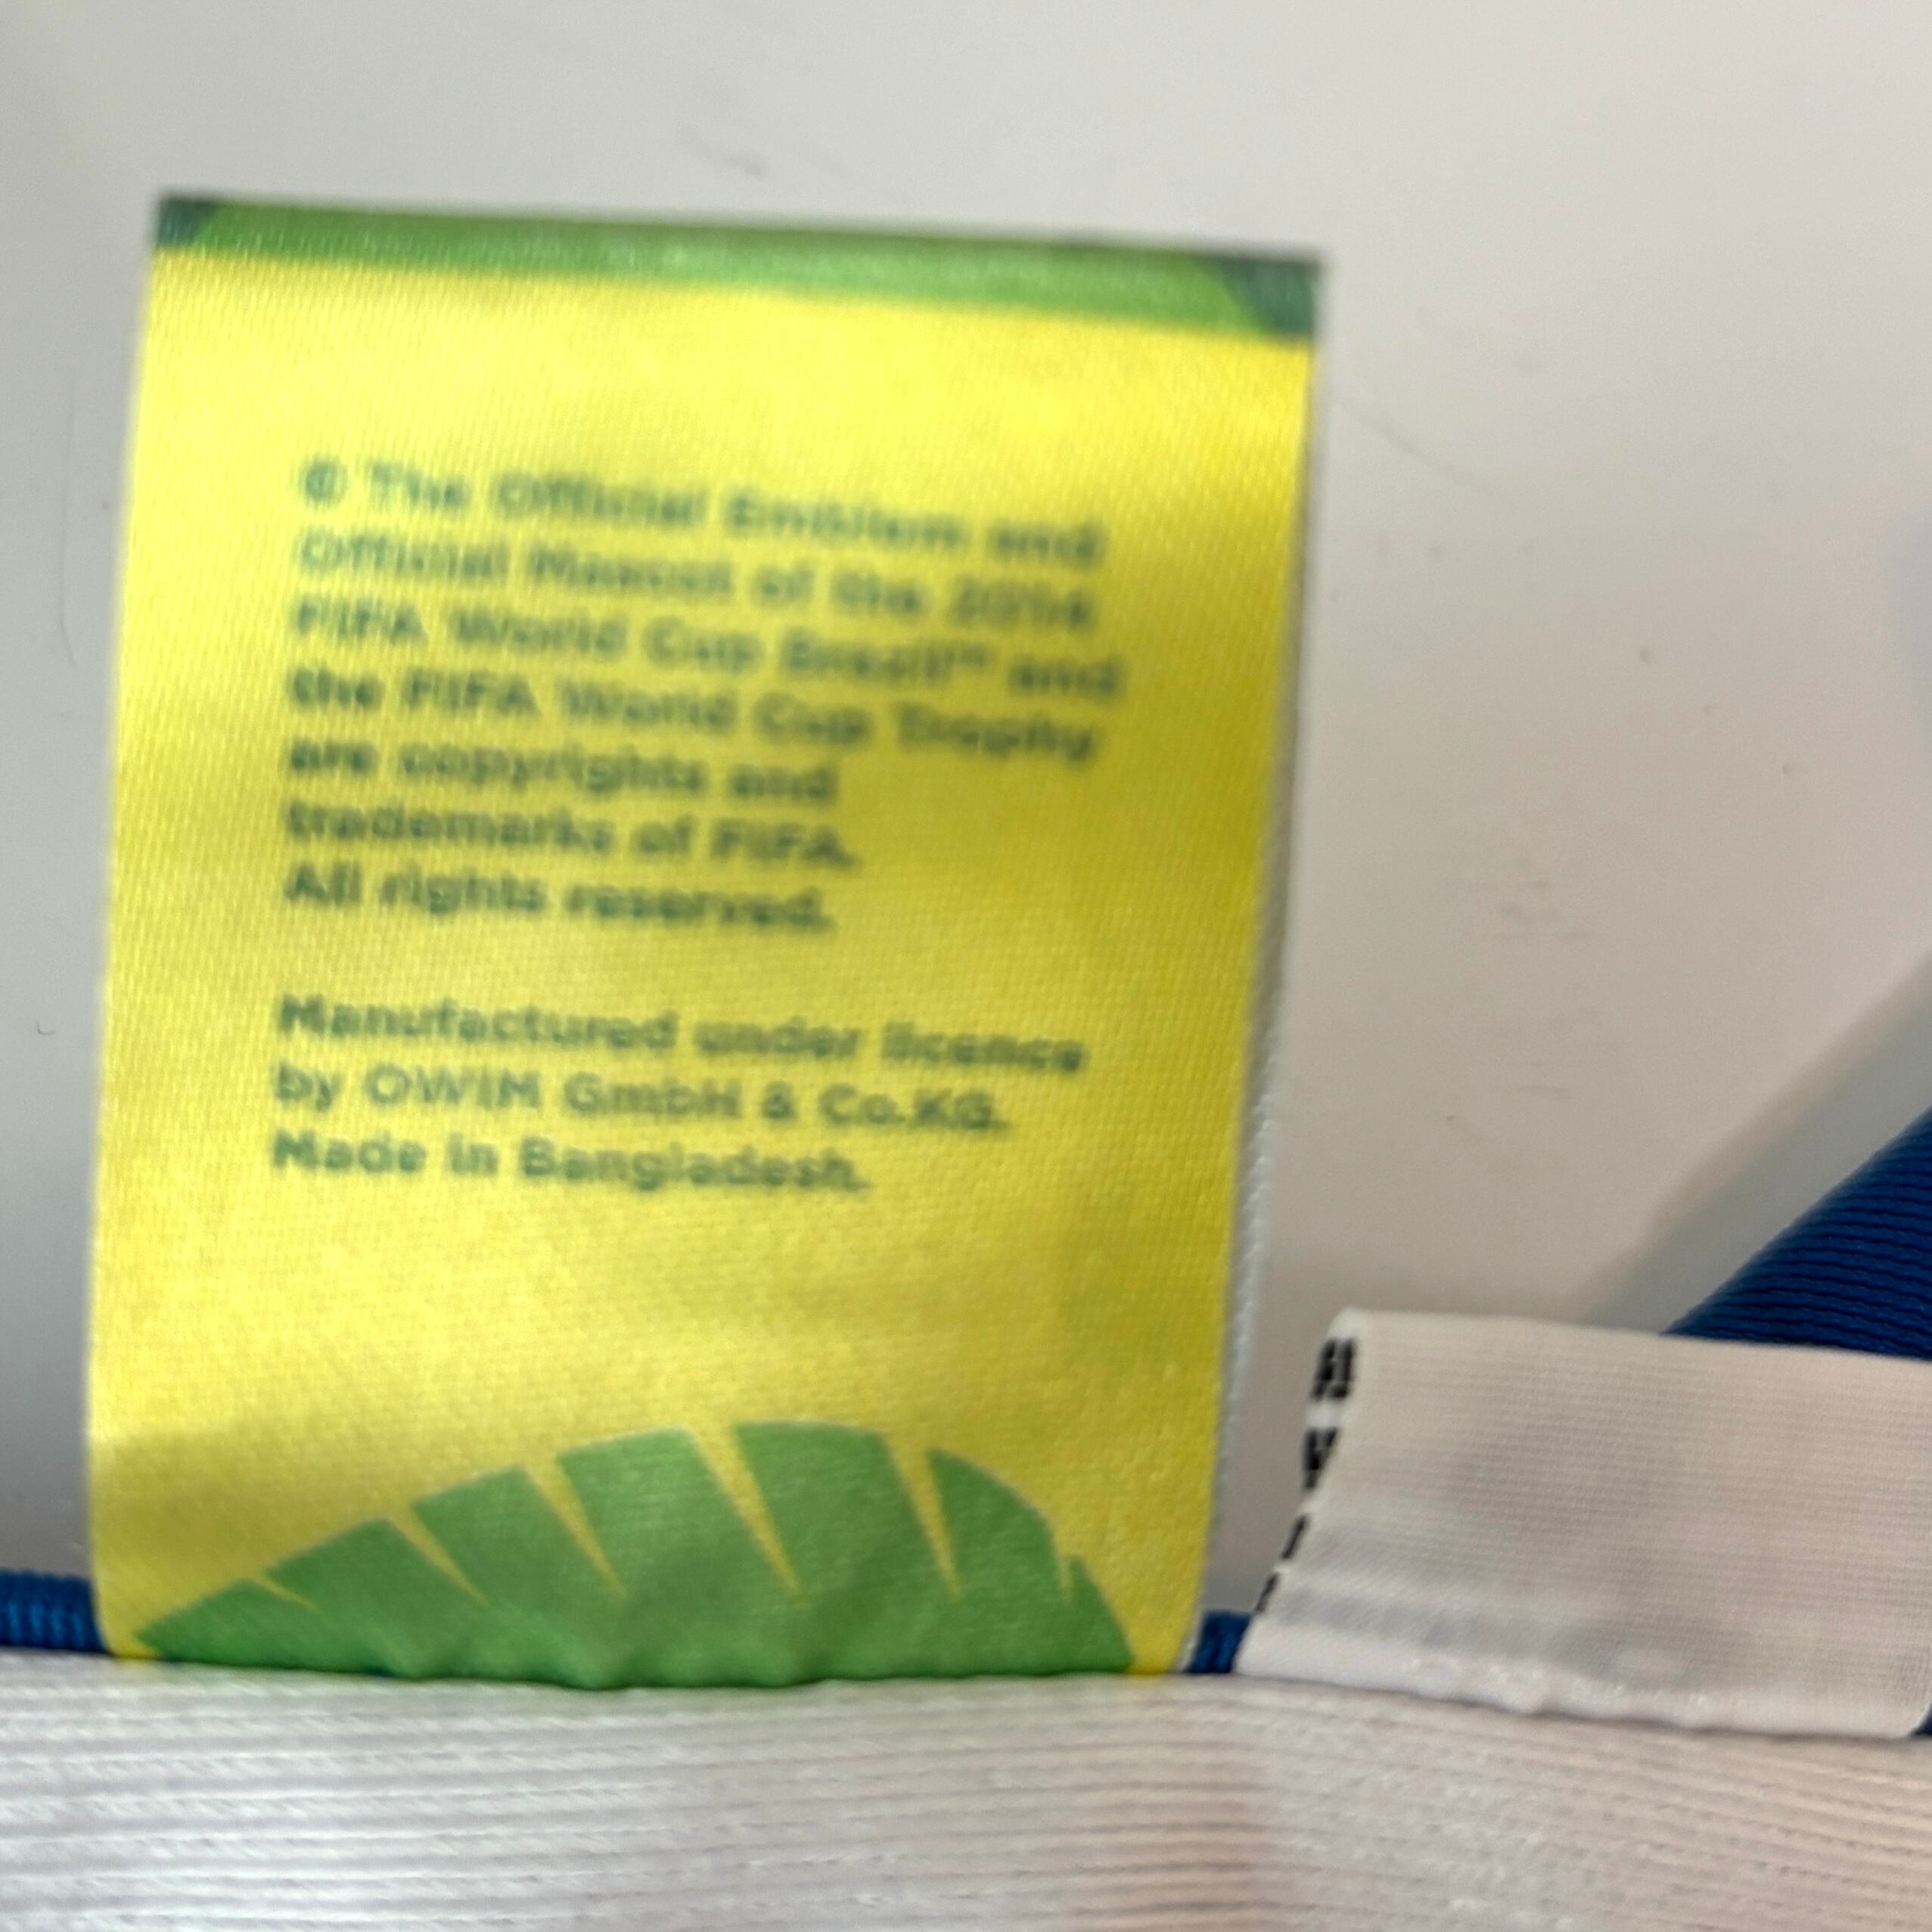 © The Official Emblem and
Official Mascot of the 2014
FIFA World Cup Brazil™ and
the FIFA World Cup Trophy
are copyrights and
trademarks of FIFA.
All rights reserved.
Manufactured under licence
by OWIM GmbH & Co.KG.
Made in Bangladesh.